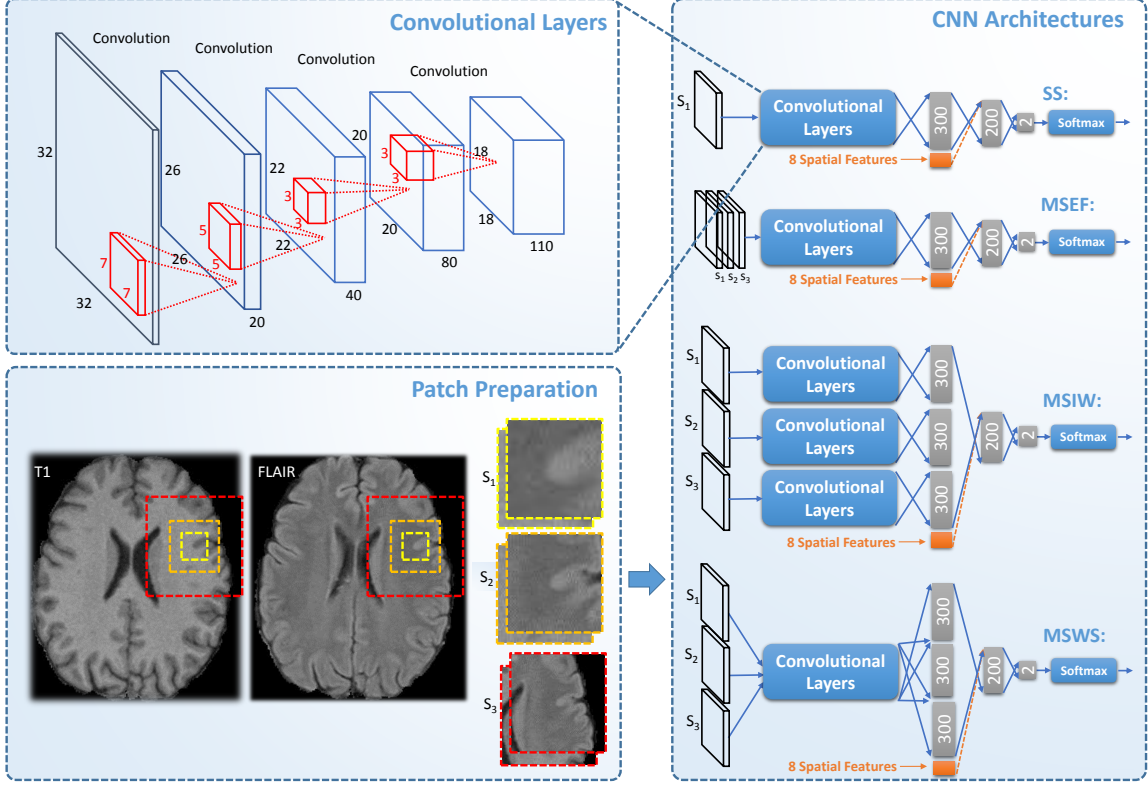 Convolutional Layers
Convolution
Convolution
Convolution
Convolution
32
32
7
7
26
26
5
5
20
22
22
3
3
40
20
20
3
3
80
18
18
110
Patch Preparation
T1
FLAIR
S1
S2
S3
CNN Architectures
SS:
S1
Convolutional
Layers
300
200
2
Softmax
8 Spatial Features
MSEF:
S1 S2 S3
Convolutional
Layers
300
200
2
Softmax
8 Spatial Features
MSIW:
S1
Convolutional
Layers
300
S2
Convolutional
Layers
300
S3
Convolutional
Layers
300
200
2
Softmax
8 Spatial Features
MSWS:
S1
S2
S3
Convolutional
Layers
300
300
300
200
2
Softmax
8 Spatial Features